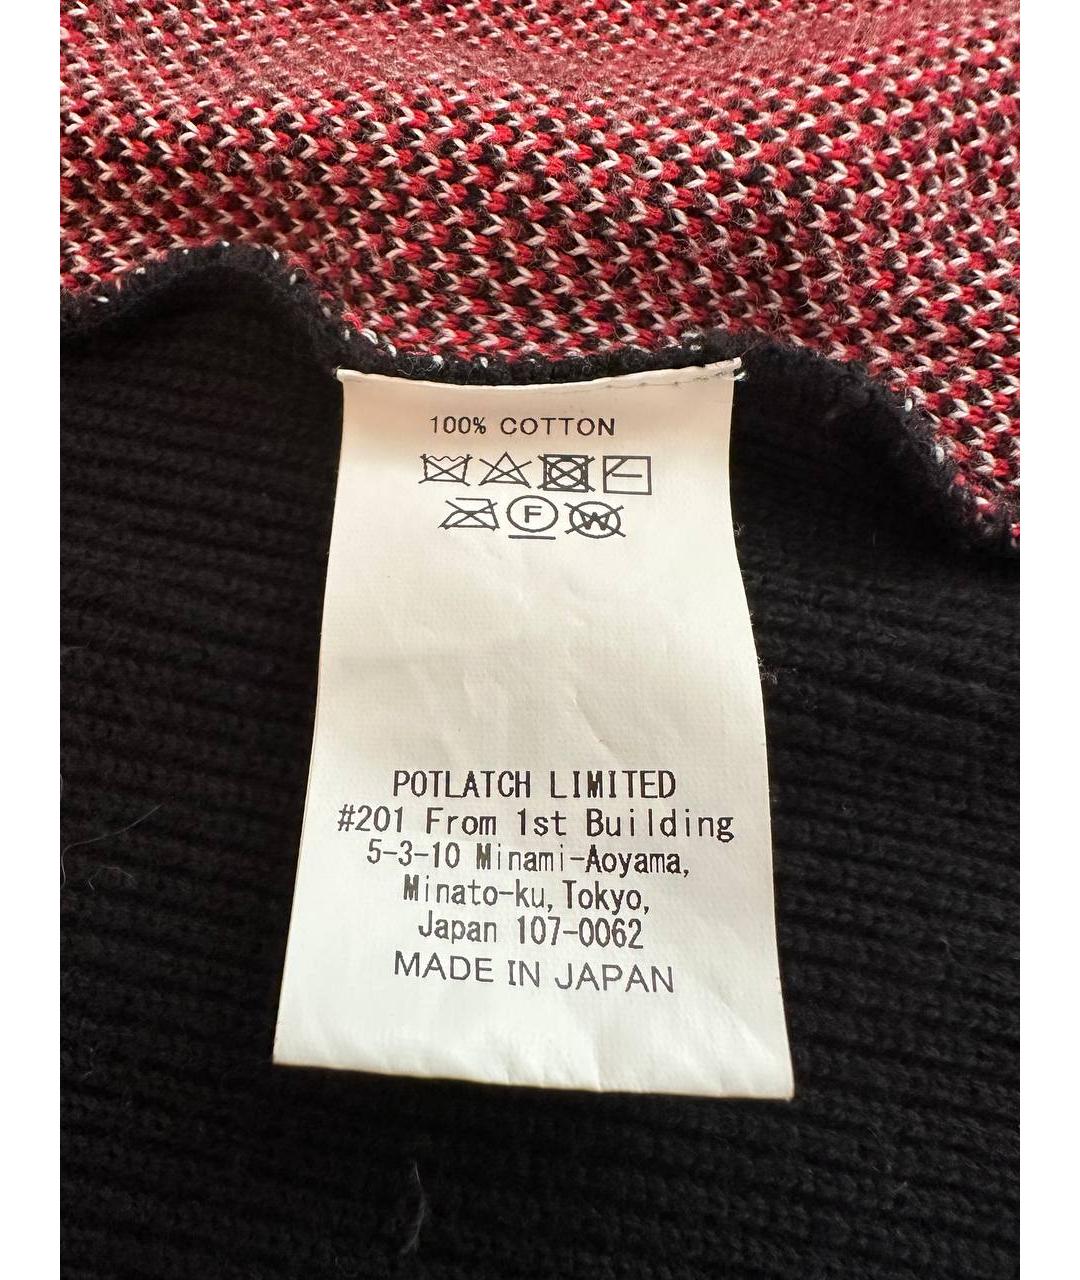 100% COTTON
F W
POTLATCH LIMITED
#201 From 1st Building
5-3-10 Minami-Aoyama,
Minato-ku, Tokyo,
Japan 107-0062
MADE IN JAPAN